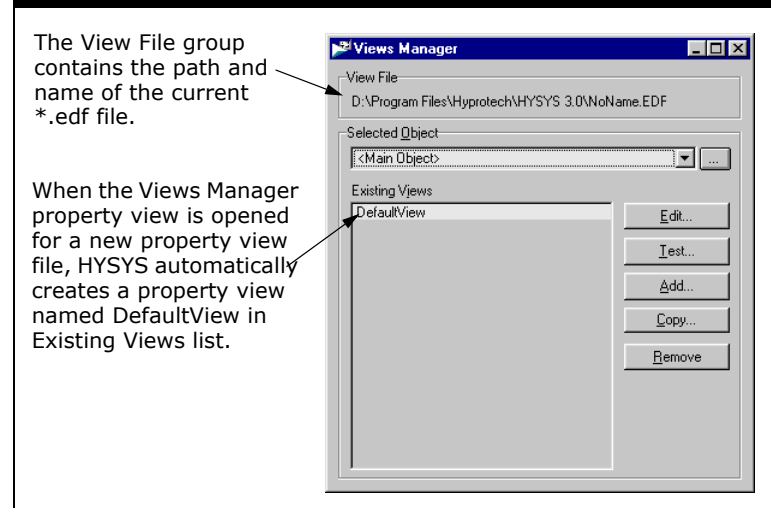 The View File group
contains the path and
name of the current
*.edf file.
When the Views Manager
property view is opened
for a new property view
file, HYSYS automatically
creates a property view
named DefaultView in
Existing Views list.
Views Manager
View File
D:\Program Files\Hyprotech\HYSYS 3.0\NoName.EDF
Selected Object
<Main Object>
...
Existing Views
DefaultView
Edit...
Test...
Add...
Copy...
Remove